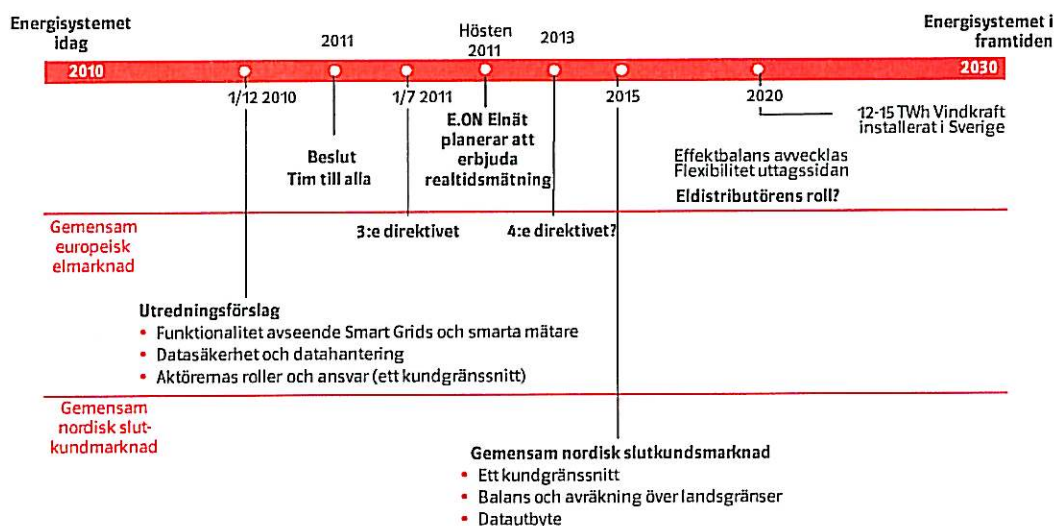 Energisystemet
idag
2011
Hösten
2011
2013
Energisystemet i
framtiden
2010
2030
1/12 2010
1/7 2011
2015
2020
Beslut
Tim till alla
E.ON Elnät
planerar att
erbjuda
realtidsmätning
12-15 TWh Vindkraft
installerat i Sverige
Effektbalans avvecklas
Flexibilitet uttagssidan
Eldistributörens roll?
Gemensam
europeisk
elmarknad
3:e direktivet
4:e direktivet?
Utredningsförslag
• Funktionalitet avseende Smart Grids och smarta mätare
• Datasäkerhet och datahantering
• Aktörernas roller och ansvar (ett kundgränssnitt)
Gemensam
nordisk slut-
kundmarknad
Gemensam nordisk slutkundsmarknad
• Ett kundgränssnitt
• Balans och avräkning över landsgränser
• Datautbyte